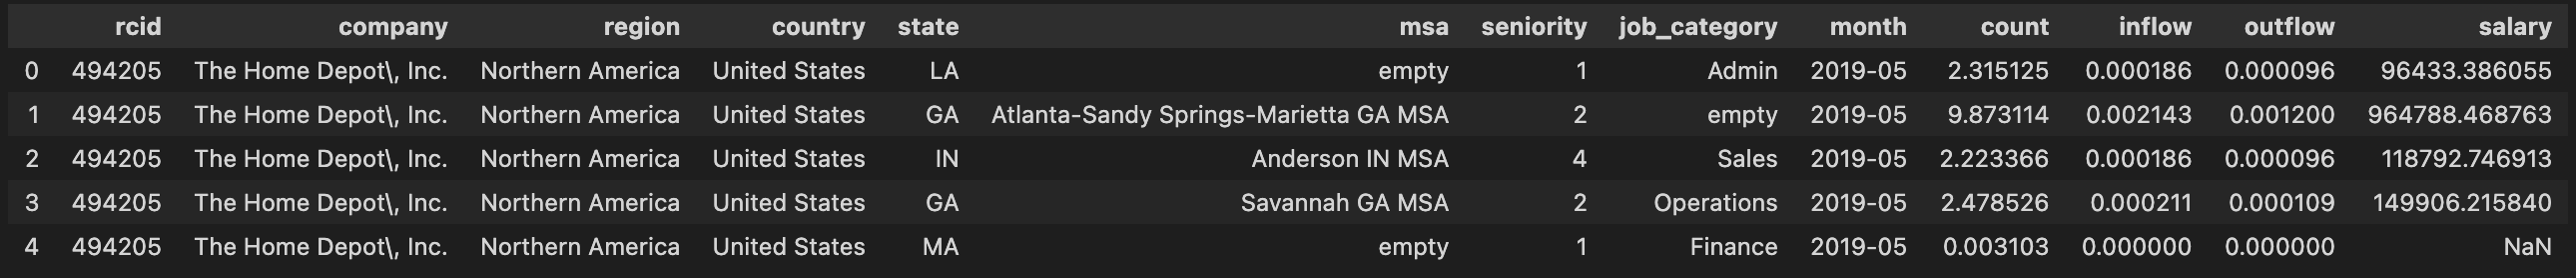 rcid company region country state msa seniority job_category month count inflow outflow salary
0 494205 The Home Depot\, Inc. Northern America United States LA empty 1 Admin 2019-05 2.315125 0.000186 0.000096 96433.386055
1 494205 The Home Depot\, Inc. Northern America United States GA Atlanta-Sandy Springs-Marietta GA MSA 2 empty 2019-05 9.873114 0.002143 0.001200 964788.468763
2 494205 The Home Depot\, Inc. Northern America United States IN Anderson IN MSA 4 Sales 2019-05 2.223366 0.000186 0.000096 118792.746913
3 494205 The Home Depot\, Inc. Northern America United States GA Savannah GA MSA 2 Operations 2019-05 2.478526 0.000211 0.000109 149906.215840
4 494205 The Home Depot\, Inc. Northern America United States MA empty 1 Finance 2019-05 0.003103 0.000000 0.000000 NaN